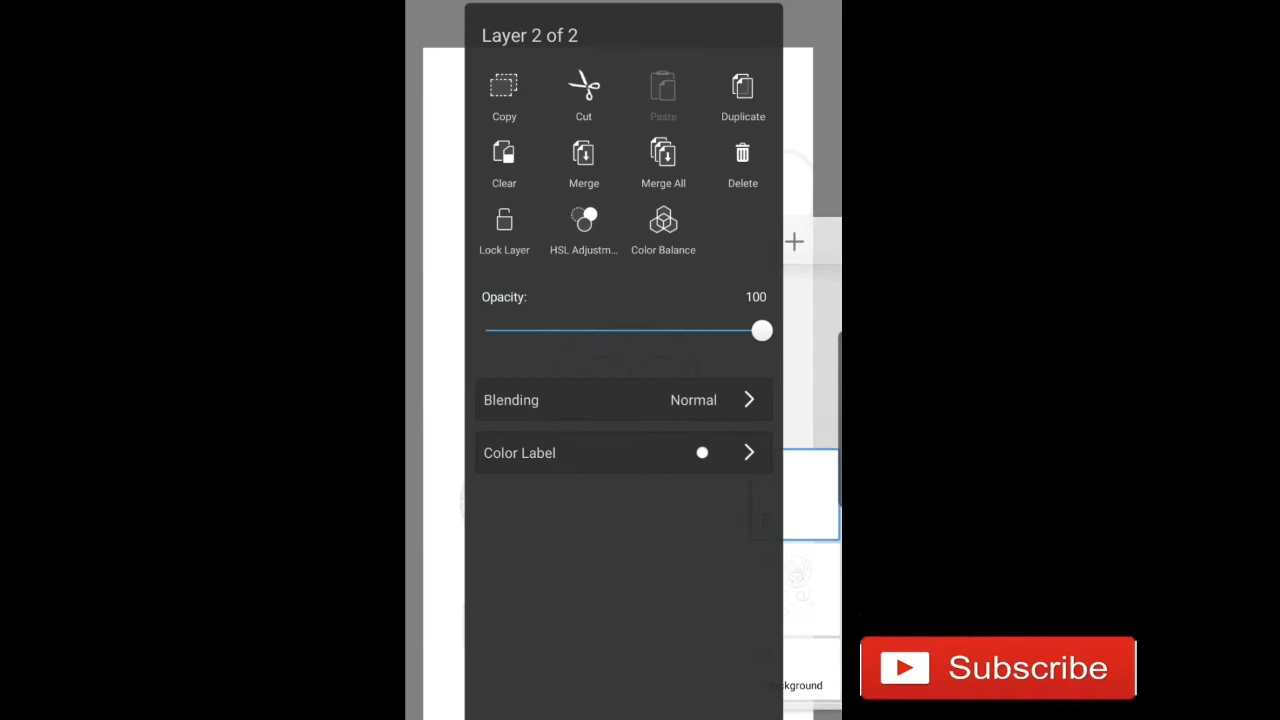 Layer 2 of 2
Copy Cut Paste Duplicate
Clear Merge Merge All Delete
Lock Layer HSL Adjustm... Color Balance
Opacity: 100
Blending Normal
Color Label
ckground
Subscribe